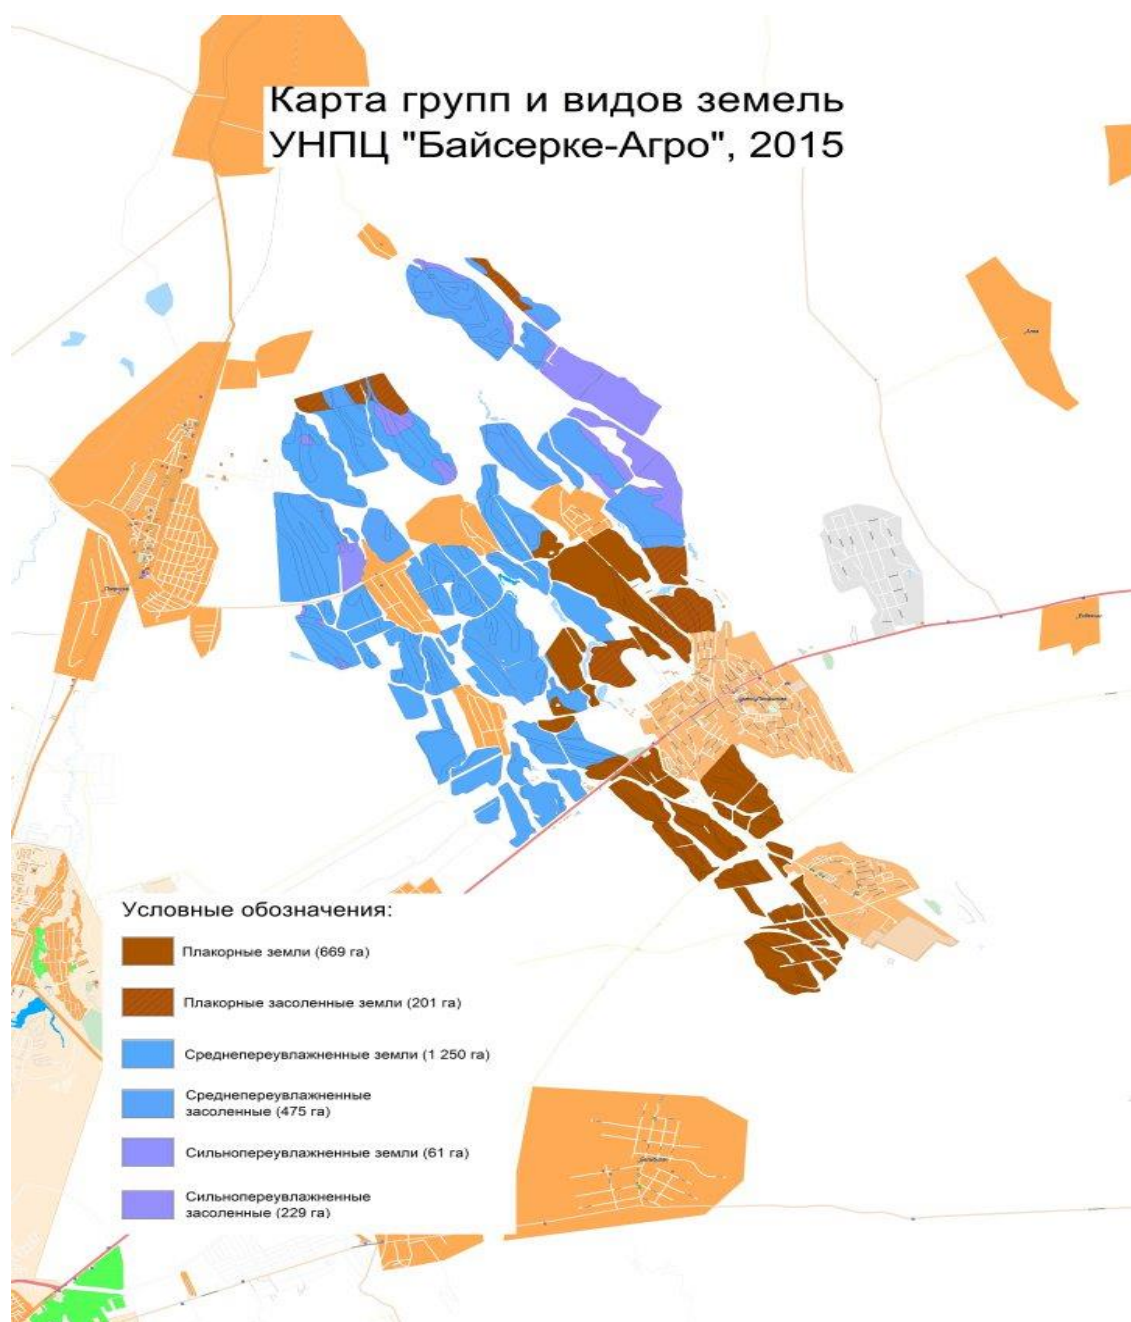 Карта групп и видов земель
УНПЦ "Байсерке-Агро", 2015
Условные обозначения:
Плакорные земли (669 га)
Плакорные засоленные земли (201 га)
Среднепереувлажненные земли (1 250 га)
Среднепереувлажненные
засоленные (475 га)
Сильнопереувлажненные земли (61 га)
Сильнопереувлажненные
засоленные (229 га)